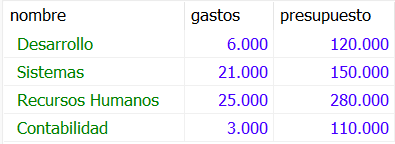 nombre gastos presupuesto
Desarrollo 6.000 120.000
Sistemas 21.000 150.000
Recursos Humanos 25.000 280.000
Contabilidad 3.000 110.000